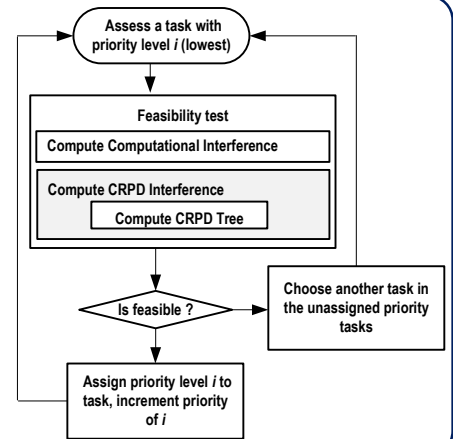 Assess a task with
priority level i (lowest)
Feasibility test
Compute Computational Interference
Compute CRPD Interference
Compute CRPD Tree
Is feasible ?
Choose another task in
the unassigned priority
tasks
Assign priority level i to
task, increment priority
of i